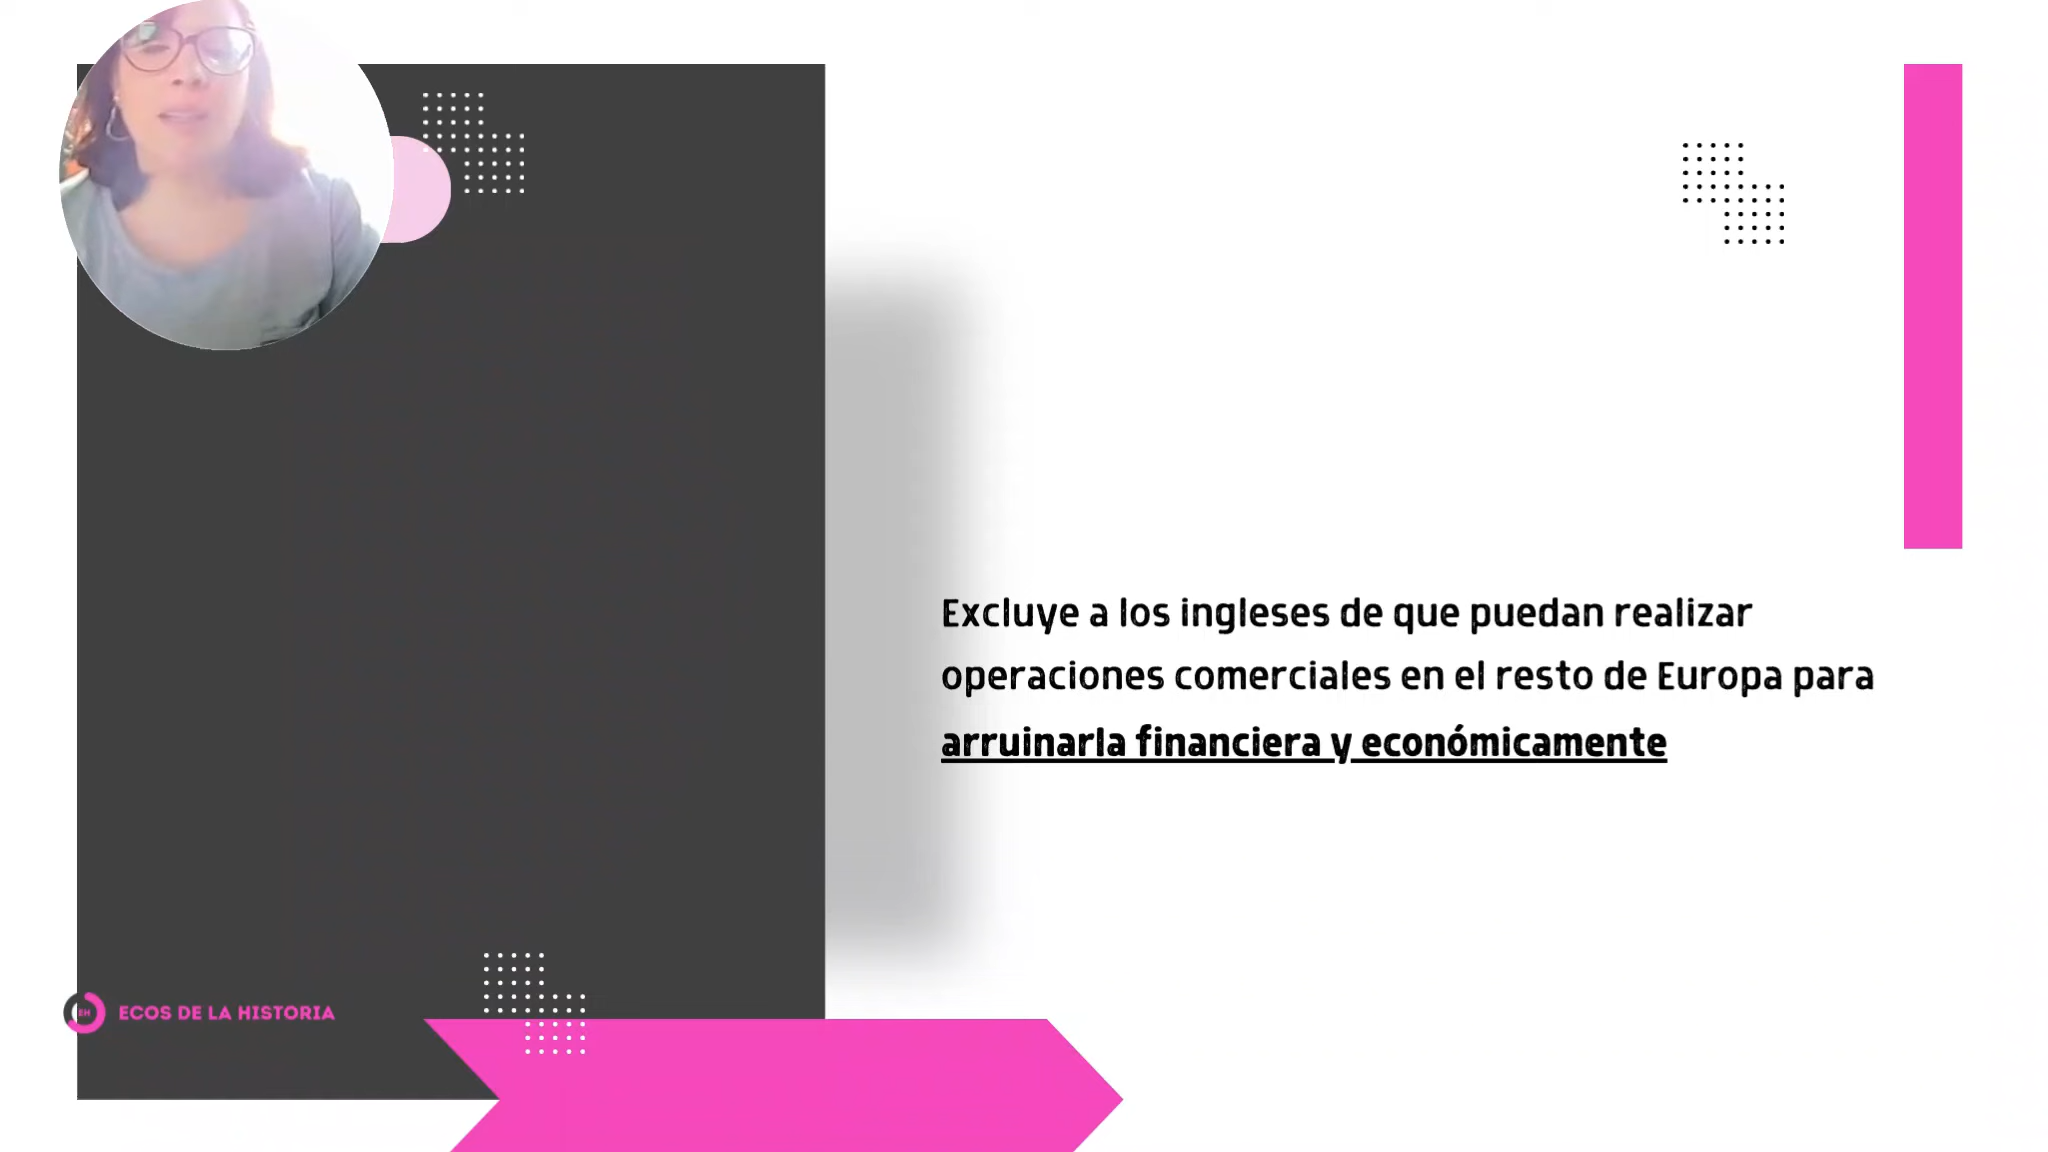 Excluye a los ingleses de que puedan realizar
operaciones comerciales en el resto de Europa para
arruinarla financiera y económicamente
EH ECOS DE LA HISTORIA